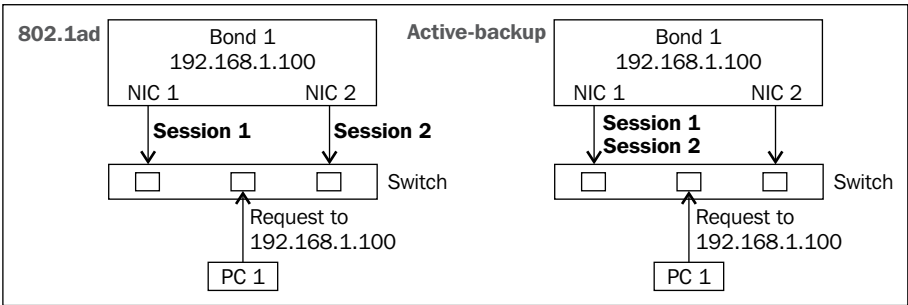 802.1ad
Bond 1
192.168.1.100
NIC 1
NIC 2
Session 1
Session 2
Switch
Request to
192.168.1.100
PC 1
Active-backup
Bond 1
192.168.1.100
NIC 1
NIC 2
Session 1
Session 2
Switch
Request to
192.168.1.100
PC 1